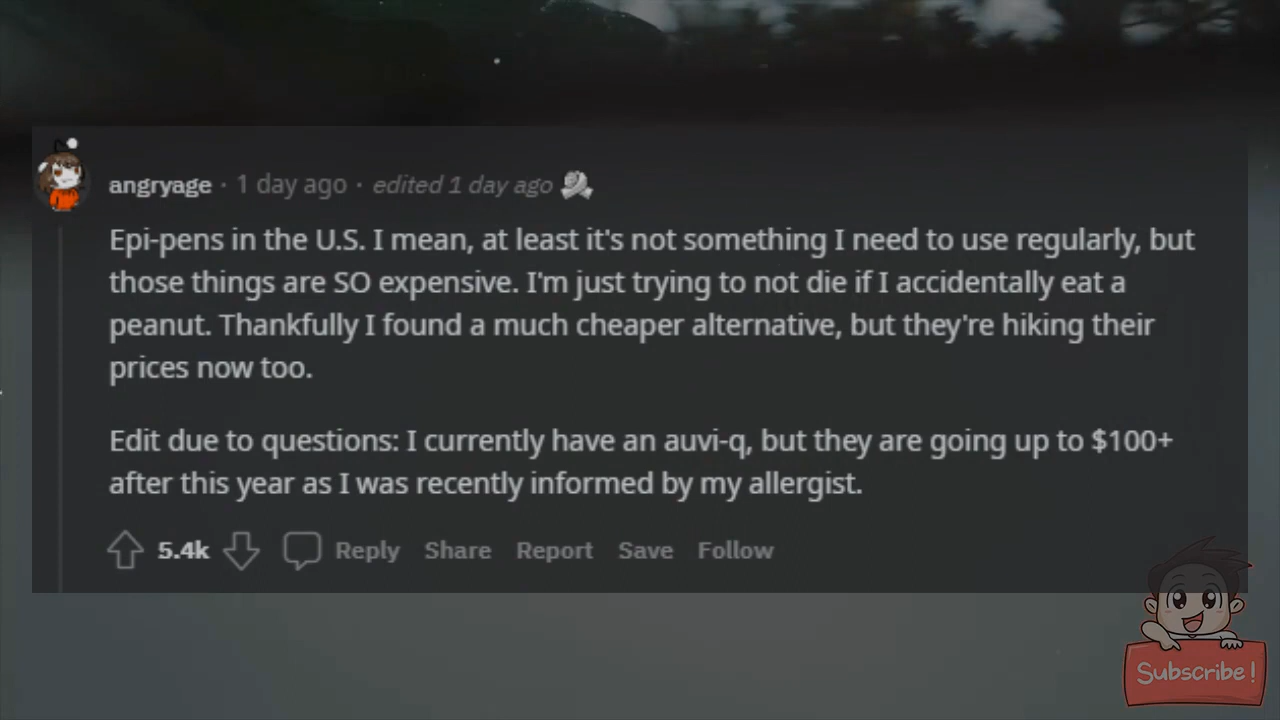 angryage · 1 day ago · edited 1 day ago
Epi-pens in the U.S. I mean, at least it's not something I need to use regularly, but
those things are SO expensive. I'm just trying to not die if I accidentally eat a
peanut. Thankfully I found a much cheaper alternative, but they're hiking their
prices now too.
Edit due to questions: I currently have an auvi-q, but they are going up to $100+
after this year as I was recently informed by my allergist.
5.4k Reply Share Report Save Follow
Subscribe!